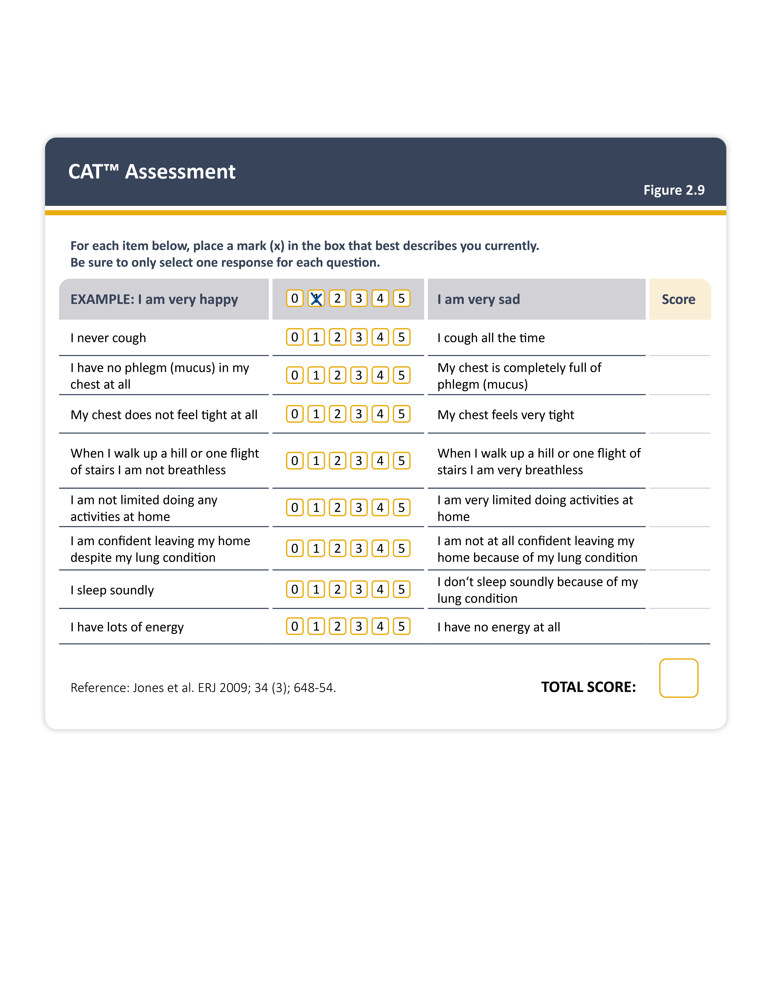 CAT™ Assessment
Figure 2.9
For each item below, place a mark (x) in the box that best describes you currently.
Be sure to only select one response for each question.
EXAMPLE: I am very happy 0 1 2 3 4 5 I am very sad Score
I never cough 0 1 2 3 4 5 I cough all the time
I have no phlegm (mucus) in my
chest at all
0 1 2 3 4 5
My chest is completely full of
phlegm (mucus)
My chest does not feel tight at all 0 1 2 3 4 5 My chest feels very tight
When I walk up a hill or one flight
of stairs I am not breathless
0 1 2 3 4 5
When I walk up a hill or one flight of
stairs I am very breathless
I am not limited doing any
activities at home
0 1 2 3 4 5
I am very limited doing activities at
home
I am confident leaving my home
despite my lung condition
0 1 2 3 4 5
I am not at all confident leaving my
home because of my lung condition
I sleep soundly
0 1 2 3 4 5
I don‘t sleep soundly because of my
lung condition
I have lots of energy 0 1 2 3 4 5 I have no energy at all
Reference: Jones et al. ERJ 2009; 34 (3); 648-54.
TOTAL SCORE: